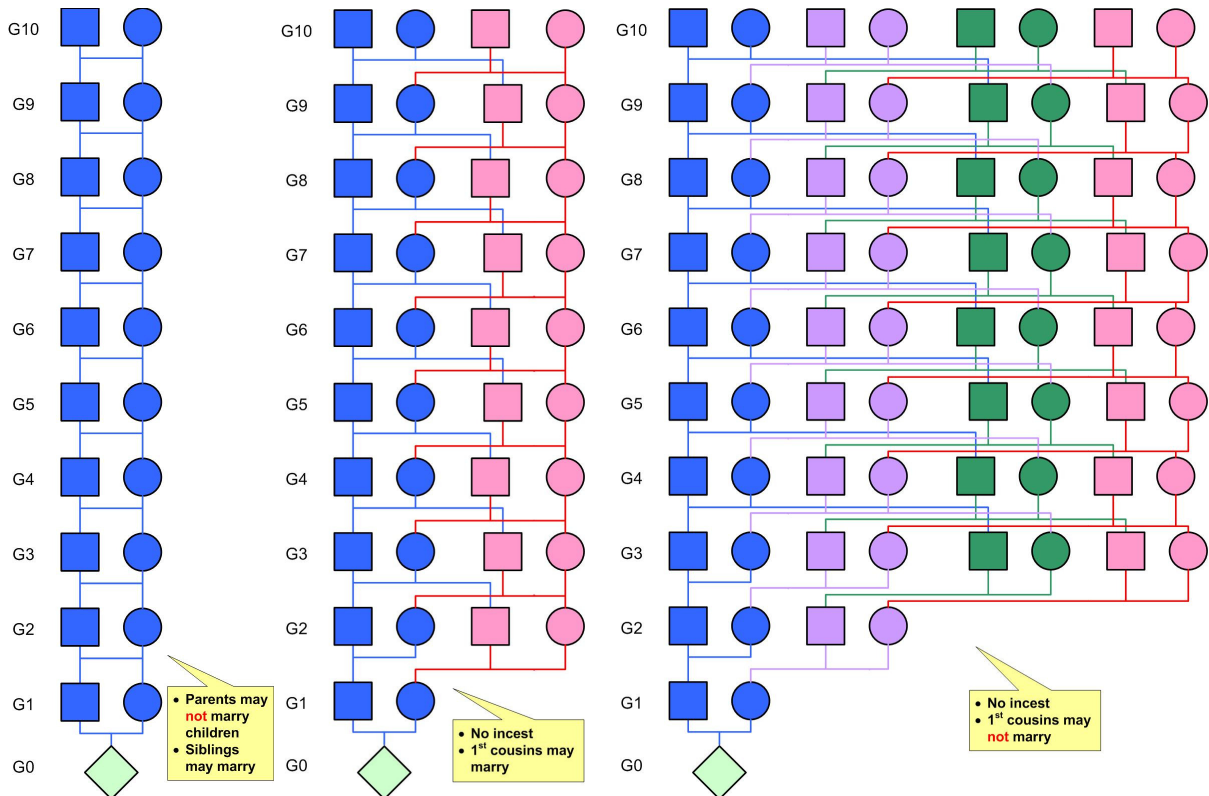 G10
G9
G8
G7
G6
G5
G4
G3
G2
G1
G0
• Parents may
not marry
children
• Siblings
may marry
G10
G9
G8
G7
G6
G5
G4
G3
G2
G1
G0
• No incest
• 1st cousins may
marry
G10
G9
G8
G7
G6
G5
G4
G3
G2
G1
G0
• No incest
• 1st cousins may
not marry